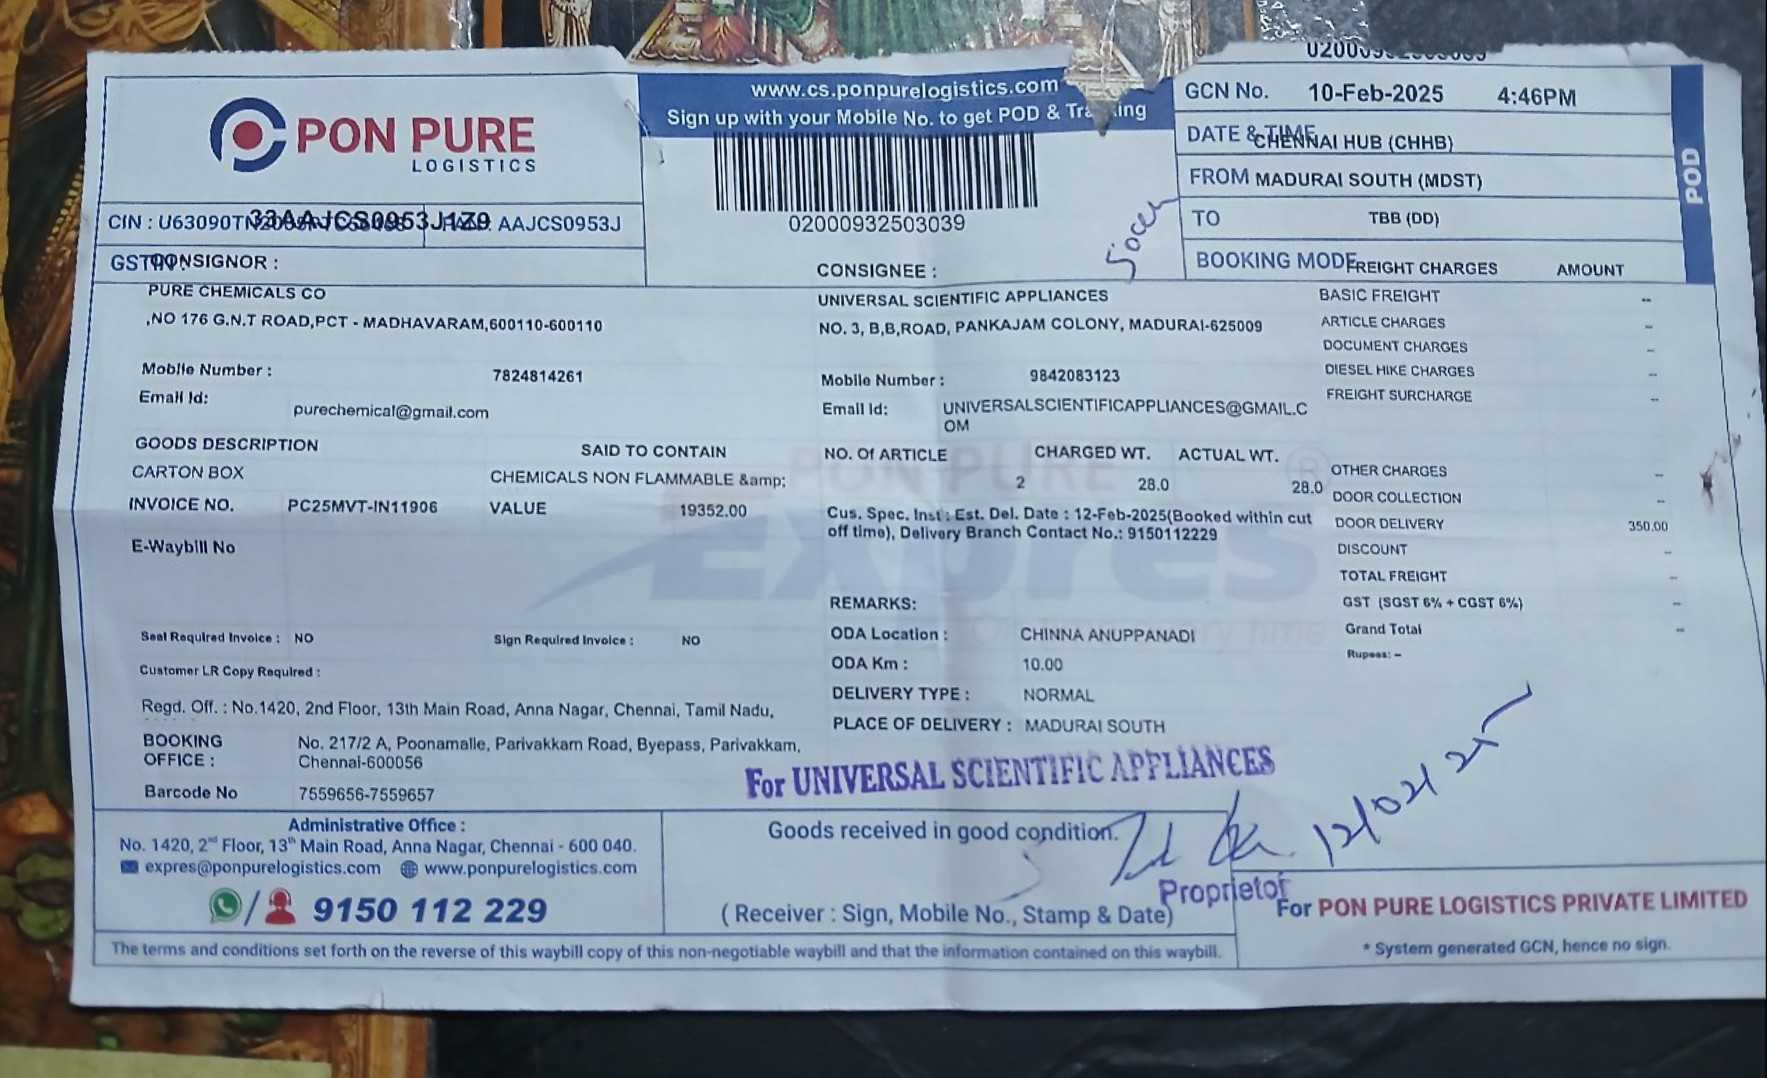 PON PURE
LOGISTICS
www.cs.ponpurelogistics.com
Sign up with your Mobile No. to get POD &
02000932503039
GCN No. 10-Feb-2025 4:46PM
DATE & TIME CHENNAI HUB (CHHB)
FROM MADURAI SOUTH (MDST)
TO TBB (DD)
BOOKING MODE FREIGHT CHARGES AMOUNT
POD
33AAJCS0953J1Z9
CIN : PAN: AAJCS0953J
GSTIN :
CONSIGNOR :
PURE CHEMICALS CO
,NO 176 G.N.T ROAD,PCT - MADHAVARAM,600110-600110
Mobile Number : 7824814261
Email Id: purechemical@gmail.com
CONSIGNEE :
UNIVERSAL SCIENTIFIC APPLIANCES
NO. 3, B,B,ROAD, PANKAJAM COLONY, MADURAI-625009
Mobile Number : 9842083123
Email Id: UNIVERSALSCIENTIFICAPPLIANCES@GMAIL.C
OM
BASIC FREIGHT --
ARTICLE CHARGES --
DOCUMENT CHARGES --
DIESEL HIKE CHARGES --
FREIGHT SURCHARGE --
GOODS DESCRIPTION SAID TO CONTAIN
CARTON BOX CHEMICALS NON FLAMMABLE &amp;
INVOICE NO. PC25MVT-IN11906 VALUE 19352.00
E-Waybill No
NO. Of ARTICLE CHARGED WT. ACTUAL WT.
2 28.0 28.0
Cus. Spec. Inst : Est. Del. Date : 12-Feb-2025(Booked within cut
off time), Delivery Branch Contact No.: 9150112229
OTHER CHARGES --
DOOR COLLECTION --
DOOR DELIVERY 350.00
DISCOUNT --
TOTAL FREIGHT --
GST (SGST 6% + CGST 6%) --
Grand Total --
Rupees: --
PON PURE
Expres
REMARKS:
ODA Location : CHINNA ANUPPANADI
ODA Km : 10.00
DELIVERY TYPE : NORMAL
PLACE OF DELIVERY : MADURAI SOUTH
Seal Required Invoice : NO Sign Required Invoice : NO
Customer LR Copy Required :
Regd. Off. : No.1420, 2nd Floor, 13th Main Road, Anna Nagar, Chennai, Tamil Nadu,
BOOKING OFFICE : No. 217/2 A, Poonamalle, Parivakkam Road, Byepass, Parivakkam,
Chennai-600056
Barcode No 7559656-7559657
For UNIVERSAL SCIENTIFIC APPLIANCES
12/02/25
Proprietor
Administrative Office :
No. 1420, 2nd Floor, 13th Main Road, Anna Nagar, Chennai - 600 040.
expres@ponpurelogistics.com www.ponpurelogistics.com
/ 9150 112 229
Goods received in good condition.
( Receiver : Sign, Mobile No., Stamp & Date)
For PON PURE LOGISTICS PRIVATE LIMITED
* System generated GCN, hence no sign.
The terms and conditions set forth on the reverse of this waybill copy of this non-negotiable waybill and that the information contained on this waybill.